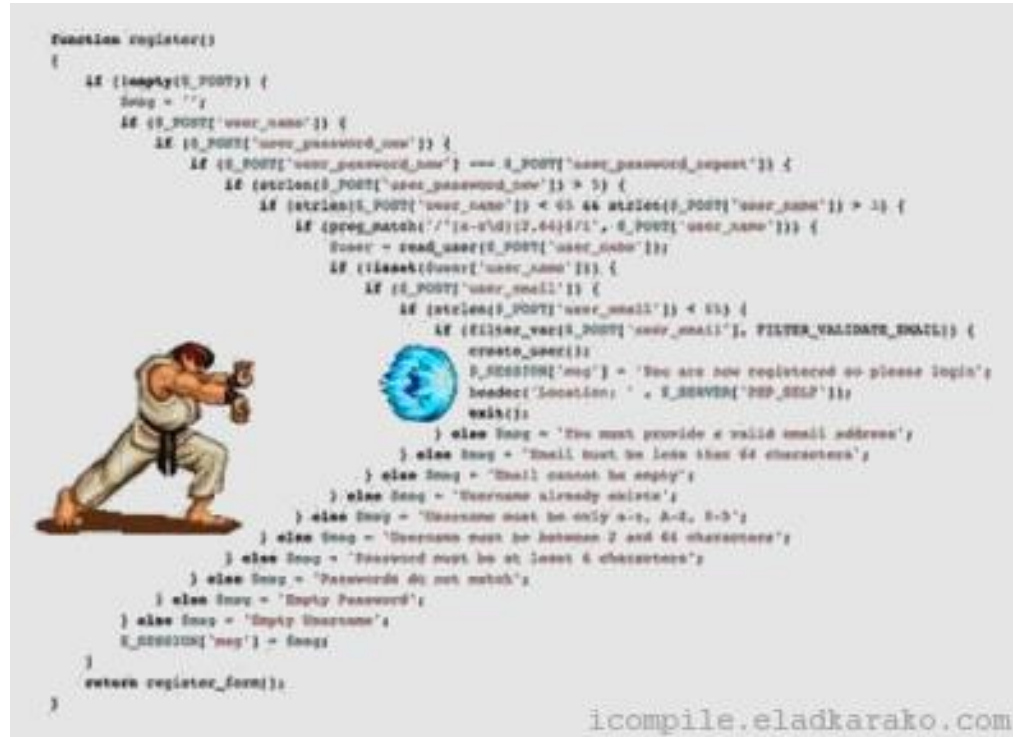 function register()
{
if (!empty($_POST)) {
$msg = '';
if ($_POST['user_name']) {
if ($_POST['user_password_new']) {
if ($_POST['user_password_new'] === $_POST['user_password_repeat']) {
if (strlen($_POST['user_password_new']) > 5) {
if (strlen($_POST['user_name']) < 65 && strlen($_POST['user_name']) > 1) {
if (preg_match('/^[a-z\d]{2,64}$/i', $_POST['user_name'])) {
$user = read_user($_POST['user_name']);
if (!isset($user['user_name'])) {
if ($_POST['user_email']) {
if (strlen($_POST['user_email']) < 65) {
if (filter_var($_POST['user_email'], FILTER_VALIDATE_EMAIL)) {
create_user();
$_SESSION['msg'] = 'You are now registered so please login';
header('Location: ' . $_SERVER['PHP_SELF']);
exit();
} else $msg = 'You must provide a valid email address';
} else $msg = 'Email must be less than 64 characters';
} else $msg = 'Email cannot be empty';
} else $msg = 'Username already exists';
} else $msg = 'Username must be only a-z, A-Z, 0-9';
} else $msg = 'Username must be between 2 and 64 characters';
} else $msg = 'Password must be at least 6 characters';
} else $msg = 'Passwords do not match';
} else $msg = 'Empty Password';
} else $msg = 'Empty Username';
$_SESSION['msg'] = $msg;
}
return register_form();
}
icompile.eladkarako.com